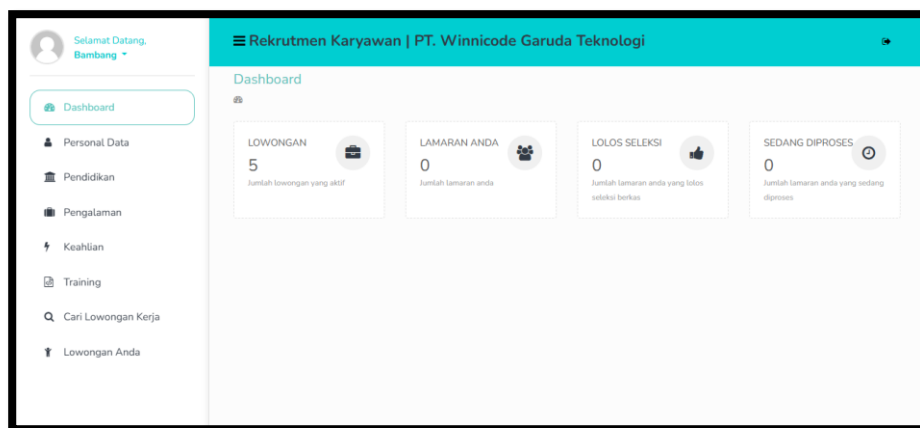 Selamat Datang,
Bambang
Rekrutmen Karyawan | PT. Winnicode Garuda Teknologi
Dashboard
Personal Data
Pendidikan
Pengalaman
Keahlian
Training
Cari Lowongan Kerja
Lowongan Anda
Dashboard
LOWONGAN
5
Jumlah lowongan yang aktif
LAMARAN ANDA
0
Jumlah lamaran anda
LOLOS SELEKSI
0
Jumlah lamaran anda yang lolos
seleksi berkas
SEDANG DIPROSES
0
Jumlah lamaran anda yang sedang
diproses